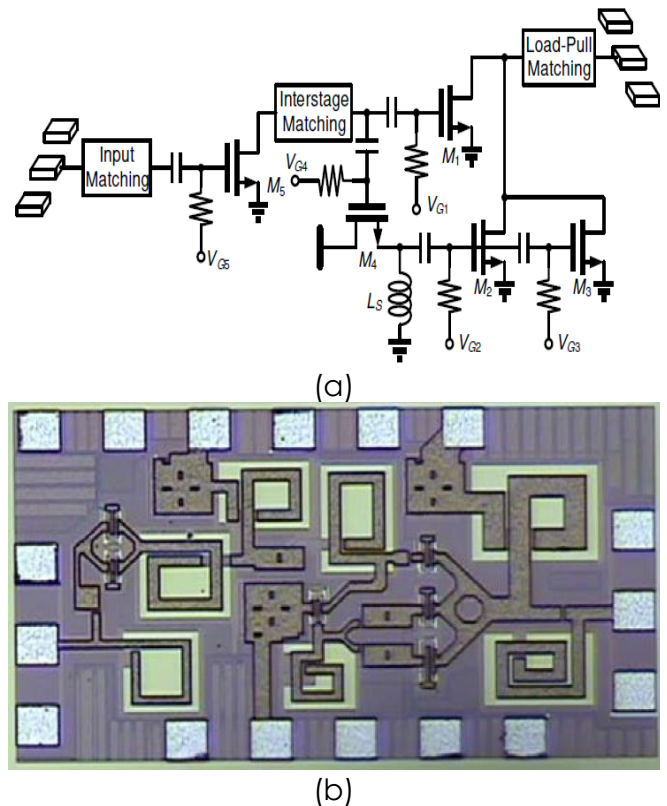 Load-Pull
Matching
Interstage
Matching
Input
Matching
M1
M5
VG4
VG1
VG5
M4
M2
M3
LS
VG2
VG3
(a)
(b)